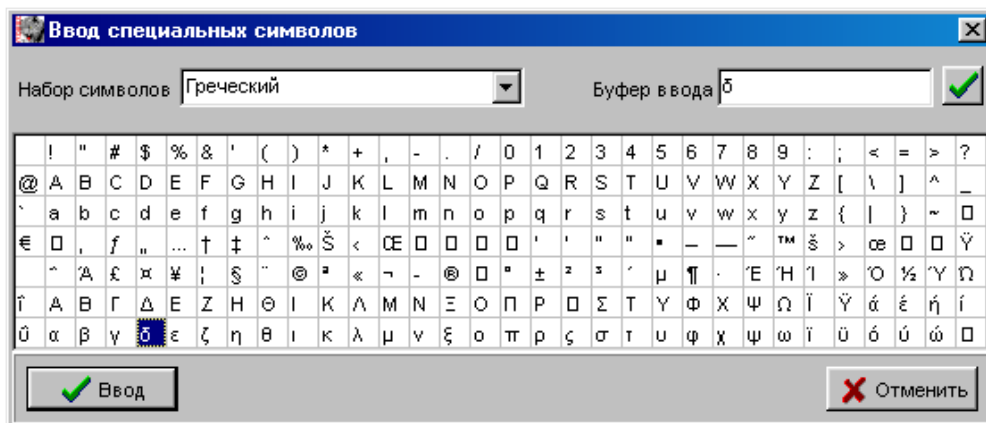 Ввод специальных символов
Набор символов Греческий Буфер ввода δ
! " # $ % & ' ( ) * + , - . / 0 1 2 3 4 5 6 7 8 9 : ; < = > ?
@ A B C D E F G H I J K L M N O P Q R S T U V W X Y Z [ \ ] ^ _
` a b c d e f g h i j k l m n o p q r s t u v w x y z { | } ~ □
€ □ ‚ ƒ „ … † ‡ ˆ ‰ Š ‹ Œ □ □ □ □ ' ' " " • – — ˜ ™ š › œ □ □ Ÿ
΅ Ά £ ¤ ¥ ¦ § ¨ © ª « ¬ - ® □ ° ± ² ³ ΄ µ ¶ · Έ Ή Ί » Ό ½ Ύ Ώ
ΐ Α Β Γ Δ Ε Ζ Η Θ Ι Κ Λ Μ Ν Ξ Ο Π Ρ □ Σ Τ Υ Φ Χ Ψ Ω Ϊ Ϋ ά έ ή ί
ΰ α β γ δ ε ζ η θ ι κ λ μ ν ξ ο π ρ ς σ τ υ φ χ ψ ω ϊ ϋ ό ύ ώ □
Ввод Отменить